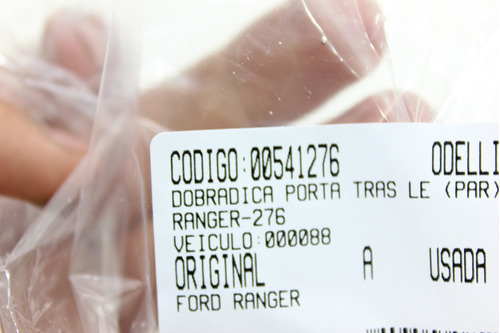 CODIGO:00541276 ODELLI
DOBRADICA PORTA TRAS LE (PAR)
RANGER-276
VEICULO:000088
ORIGINAL A USADA
FORD RANGER